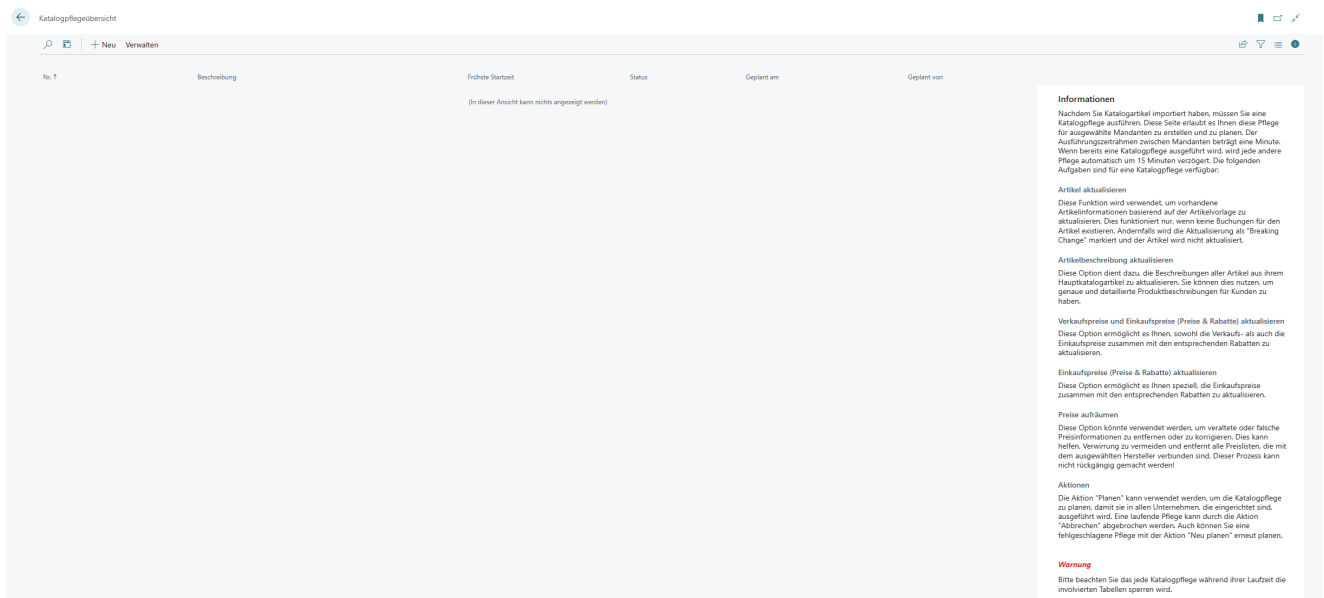 Katalogpflegeübersicht
Neu Verwalten
Nr. ↑ Beschreibung Frühste Startzeit Status Geplant am Geplant von
(In dieser Ansicht kann nichts angezeigt werden)
Informationen
Nachdem Sie Katalogartikel importiert haben, müssen Sie eine
Katalogpflege ausführen. Diese Seite erlaubt es Ihnen diese Pflege
für ausgewählte Mandanten zu erstellen und zu planen. Der
Ausführungszeitrahmen zwischen Mandanten beträgt eine Minute.
Wenn bereits eine Katalogpflege ausgeführt wird, wird jede andere
Pflege automatisch um 15 Minuten verzögert. Die folgenden
Aufgaben sind für eine Katalogpflege verfügbar:
Artikel aktualisieren
Diese Funktion wird verwendet, um vorhandene
Artikelinformationen basierend auf der Artikelvorlage zu
aktualisieren. Dies funktioniert nur, wenn keine Buchungen für den
Artikel existieren. Andernfalls wird die Aktualisierung als "Breaking
Change" markiert und der Artikel wird nicht aktualisiert.
Artikelbeschreibung aktualisieren
Diese Option dient dazu, die Beschreibungen aller Artikel aus ihrem
Hauptkatalogartikel zu aktualisieren. Sie können dies nutzen, um
genaue und detaillierte Produktbeschreibungen für Kunden zu
haben.
Verkaufspreise und Einkaufspreise (Preise & Rabatte) aktualisieren
Diese Option ermöglicht es Ihnen, sowohl die Verkaufs- als auch die
Einkaufspreise zusammen mit den entsprechenden Rabatten zu
aktualisieren.
Einkaufspreise (Preise & Rabatte) aktualisieren
Diese Option ermöglicht es Ihnen speziell, die Einkaufspreise
zusammen mit den entsprechenden Rabatten zu aktualisieren.
Preise aufräumen
Diese Option könnte verwendet werden, um veraltete oder falsche
Preisinformationen zu entfernen oder zu korrigieren. Dies kann
helfen, Verwirrung zu vermeiden und entfernt alle Preislisten, die mit
dem ausgewählten Hersteller verbunden sind. Dieser Prozess kann
nicht rückgängig gemacht werden!
Aktionen
Die Aktion "Planen" kann verwendet werden, um die Katalogpflege
zu planen, damit sie in allen Unternehmen, die eingerichtet sind,
ausgeführt wird. Eine laufende Pflege kann durch die Aktion
"Abbrechen" abgebrochen werden. Auch können Sie eine
fehlgeschlagene Pflege mit der Aktion "Neu planen" erneut planen.
Warnung
Bitte beachten Sie das jede Katalogpflege während ihrer Laufzeit die
involvierten Tabellen sperren wird.